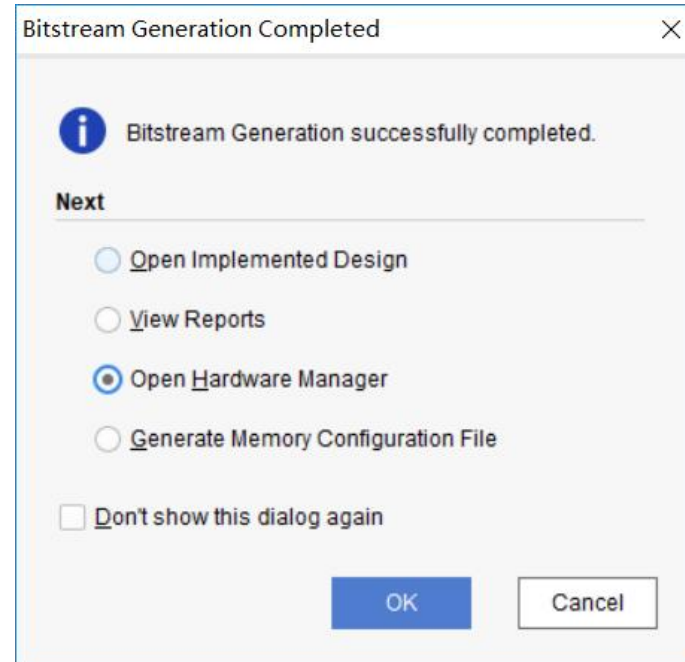 Bitstream Generation Completed
Bitstream Generation successfully completed.
Next
Open Implemented Design
View Reports
Open Hardware Manager
Generate Memory Configuration File
Don't show this dialog again
OK
Cancel